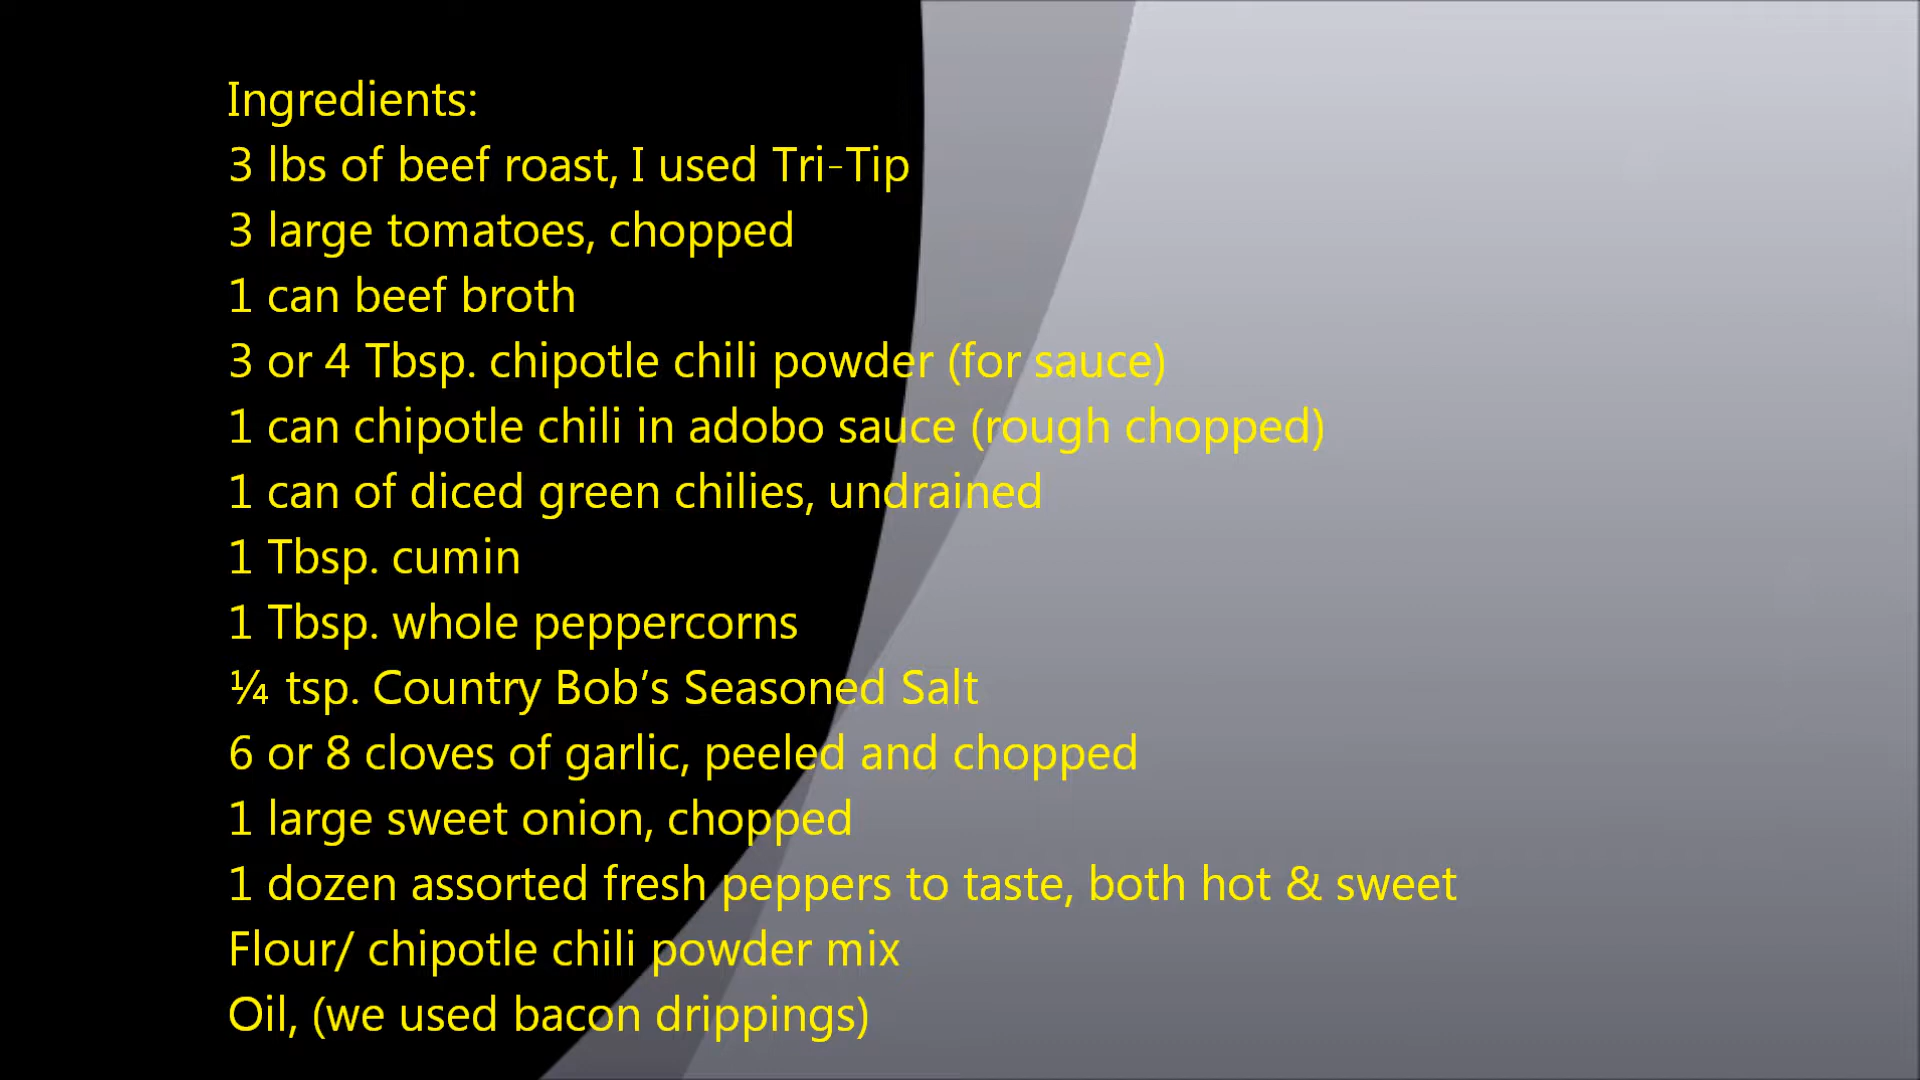 Ingredients:
3 lbs of beef roast, I used Tri-Tip
3 large tomatoes, chopped
1 can beef broth
3 or 4 Tbsp. chipotle chili powder (for sauce)
1 can chipotle chili in adobo sauce (rough chopped)
1 can of diced green chilies, undrained
1 Tbsp. cumin
1 Tbsp. whole peppercorns
¼ tsp. Country Bob’s Seasoned Salt
6 or 8 cloves of garlic, peeled and chopped
1 large sweet onion, chopped
1 dozen assorted fresh peppers to taste, both hot & sweet
Flour/ chipotle chili powder mix
Oil, (we used bacon drippings)